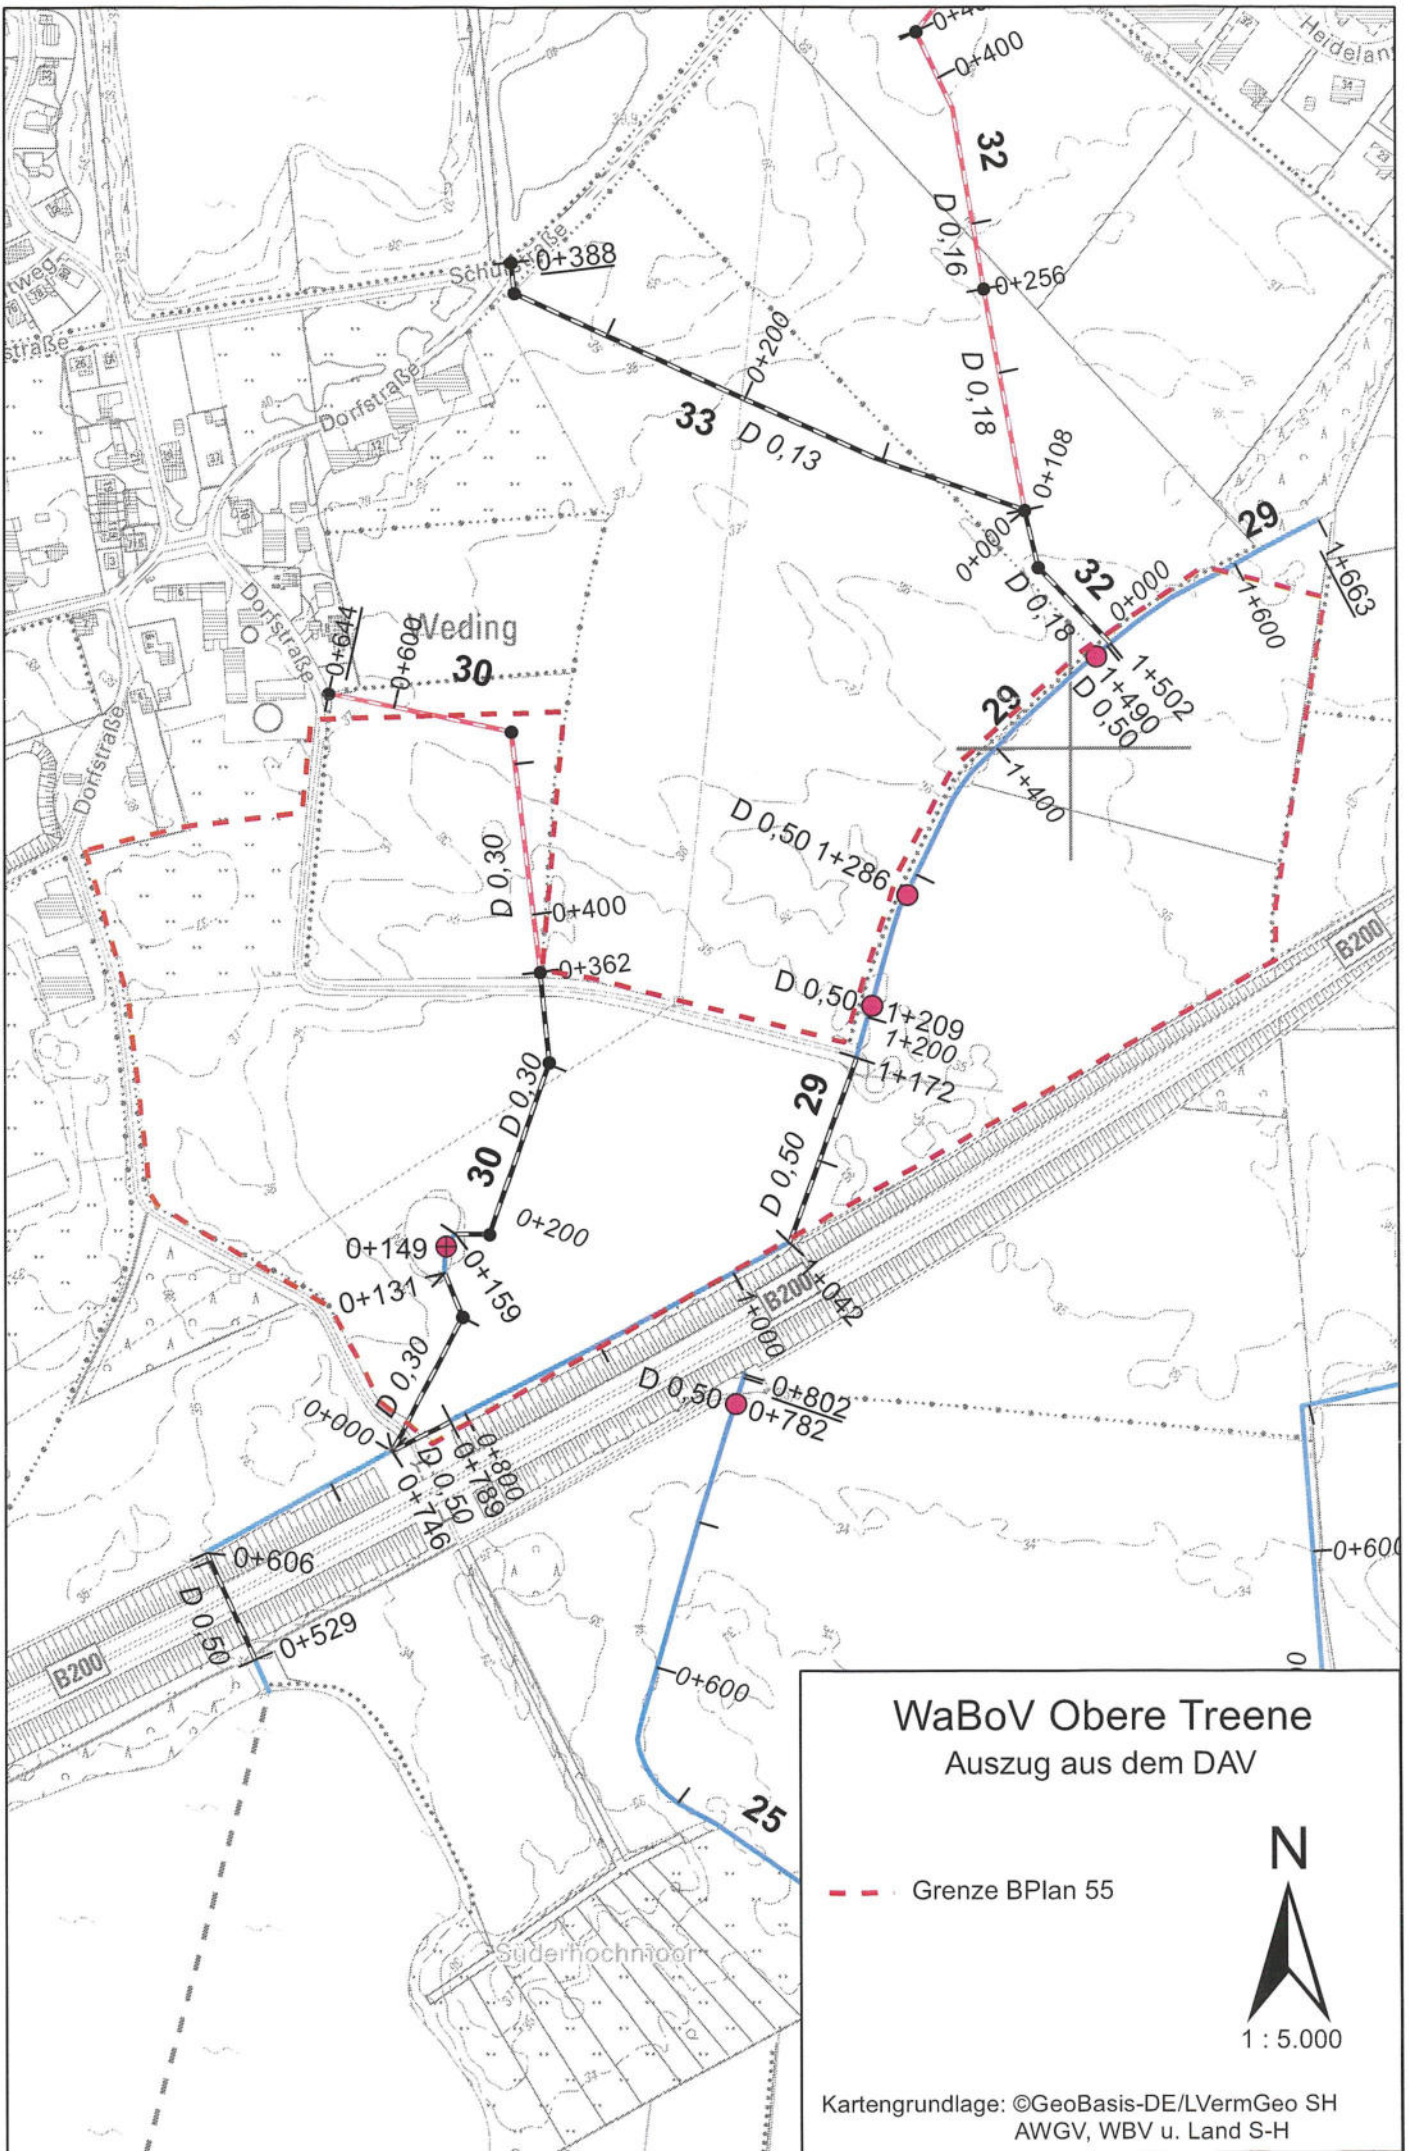 0+400
Heidelan
32
D 0,16
0+256
D 0,18
0+108
0+388
Schulstraße
0+200
33
D 0,13
Dorfstraße
straße
tweg
0+000
D 0,18
32
0+000
29
1+663
1+600
1+502
1+490
D 0,50
29
1+400
Dorfstraße
0+644
0+600
Weding
30
Dorfstraße
D 0,30
0+400
0+362
D 0,50 1+286
D 0,50
1+209
1+200
1+172
29
D 0,50
B200
D 0,30
30
0+200
0+149
0+159
0+131
D 0,30
0+000
1+042
B200
1+000
D 0,50
0+802
0+782
0+800
0+789
D 0,50
0+746
0+606
D 0,50
0+529
B200
0+600
0+600
25
Süderhochmoor
WaBoV Obere Treene
Auszug aus dem DAV
Grenze BPlan 55
N
1 : 5.000
Kartengrundlage: ©GeoBasis-DE/LVermGeo SH
AWGV, WBV u. Land S-H